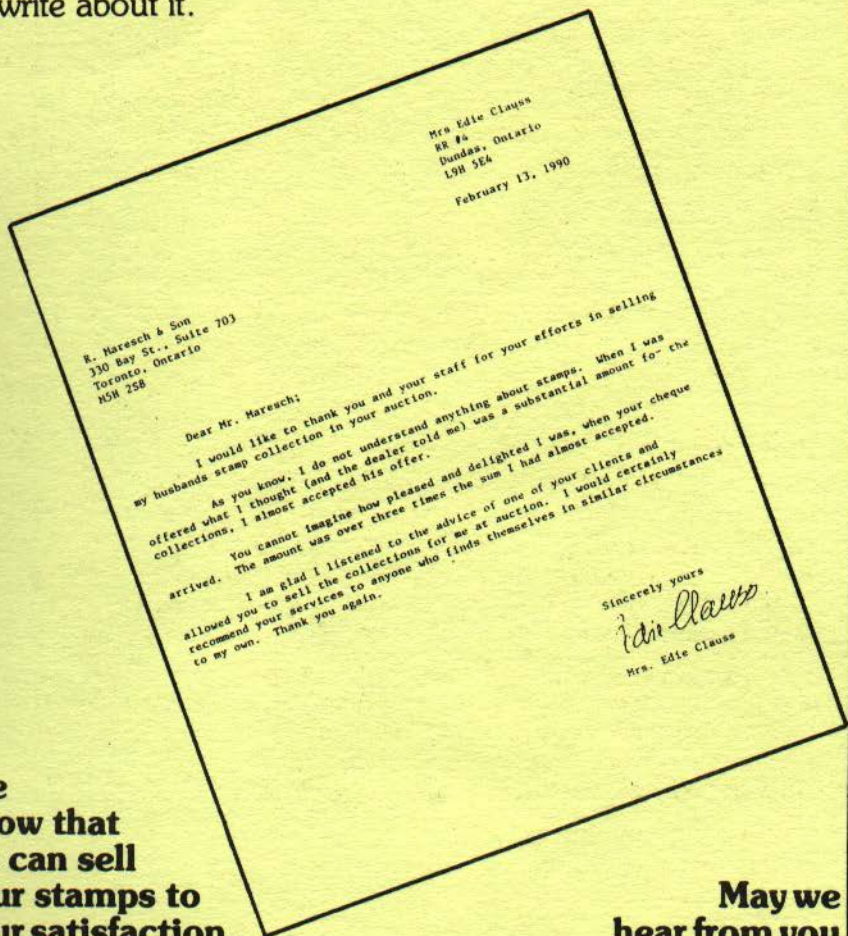 write about it.
Mrs Edie Clauss
RR #4
Dundas, Ontario
L9H 5E4
February 13, 1990
R. Maresch & Son
330 Bay St., Suite 703
Toronto, Ontario
M5H 2S8
Dear Mr. Maresch;
I would like to thank you and your staff for your efforts in selling
my husbands stamp collection in your auction.
As you know, I do not understand anything about stamps. When I was
offered what I thought (and the dealer told me) was a substantial amount fo- the
collections, I almost accepted his offer.
You cannot imagine how pleased and delighted I was, when your cheque
arrived. The amount was over three times the sum I had almost accepted.
I am glad I listened to the advice of one of your clients and
allowed you to sell the collections for me at auction. I would certainly
recommend your services to anyone who finds themselves in similar circumstances
to my own. Thank you again.
Sincerely yours
Edie Clauss
Mrs. Edie Clauss
e
ow that
can sell
ur stamps to
ur satisfaction
May we
hear from you